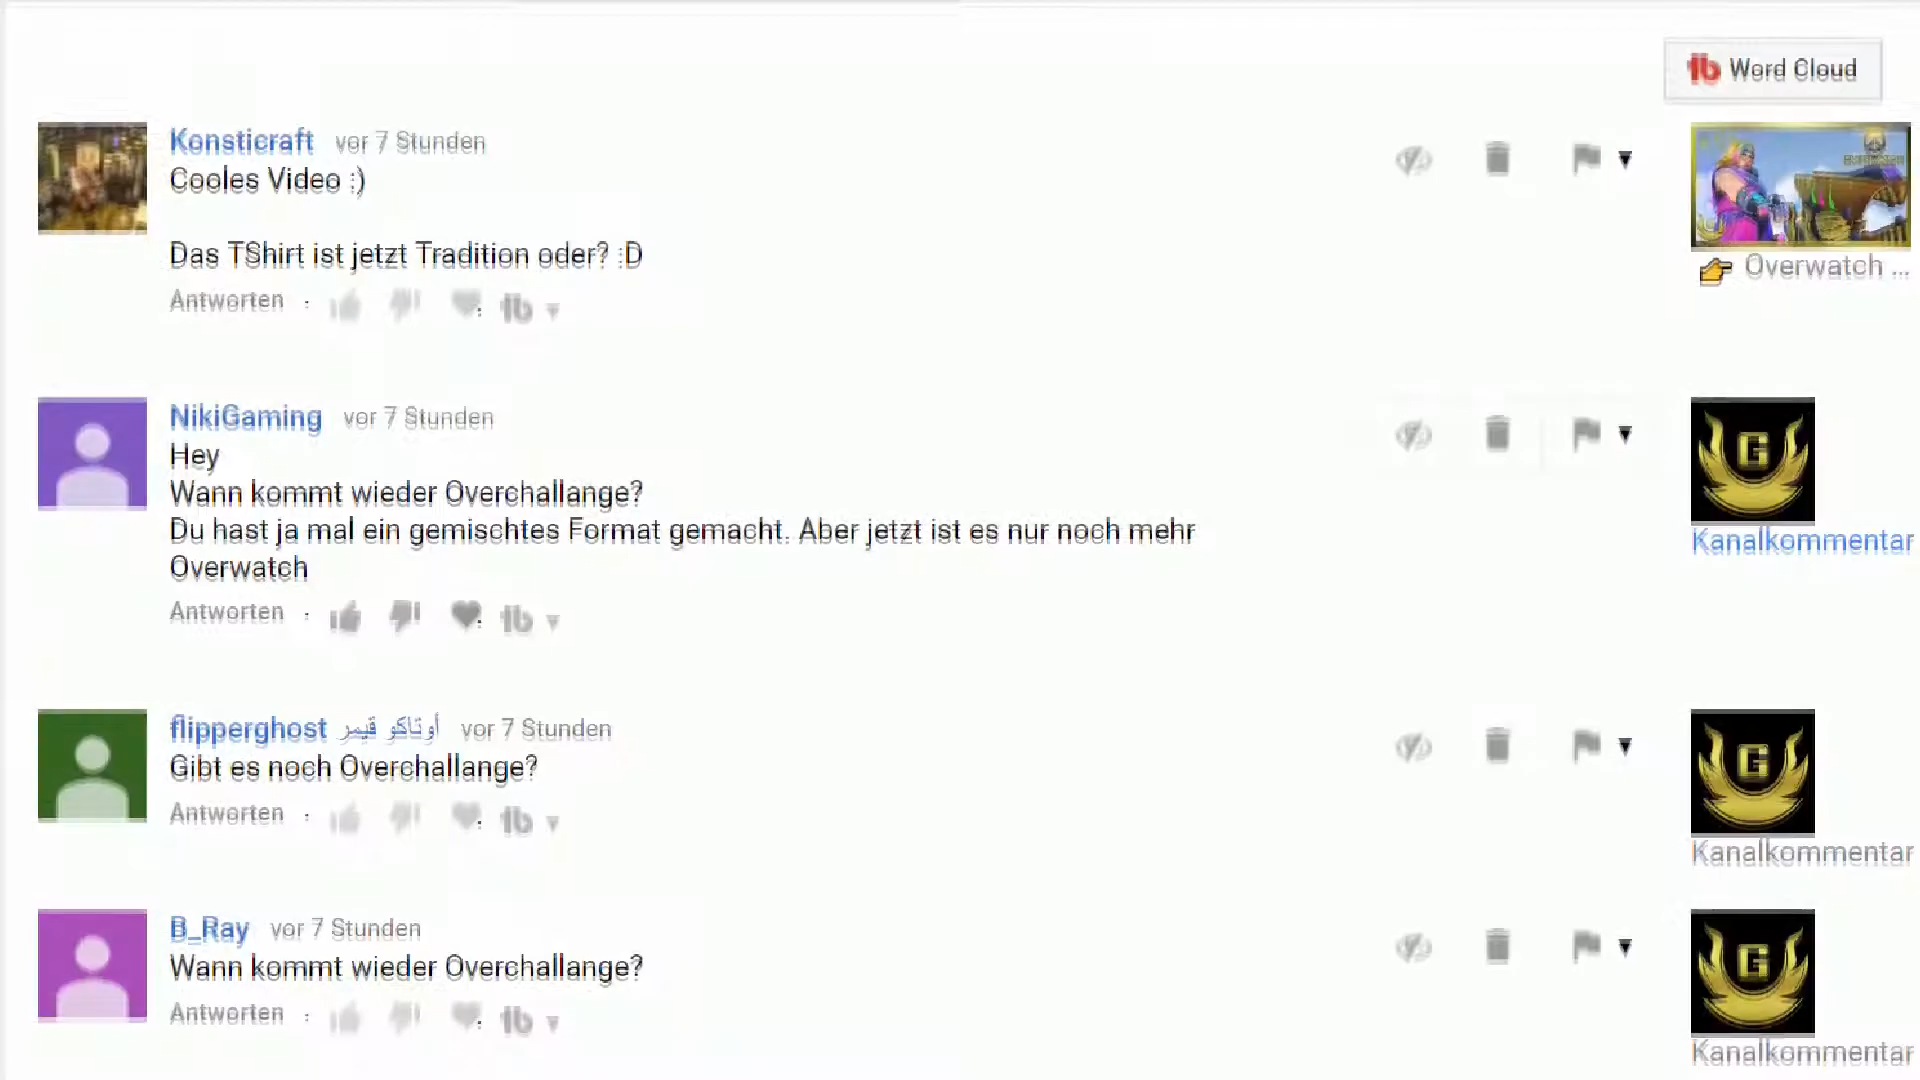 Word Cloud
Konsticraft vor 7 Stunden
Cooles Video :)
Das TShirt ist jetzt Tradition oder? :D
Antworten
Overwatch ...
NikiGaming vor 7 Stunden
Hey
Wann kommt wieder Overchallange?
Du hast ja mal ein gemischtes Format gemacht. Aber jetzt ist es nur noch mehr
Overwatch
Antworten
Kanalkommentar
flipperghost أوتاكو قيمر vor 7 Stunden
Gibt es noch Overchallange?
Antworten
Kanalkommentar
B_Ray vor 7 Stunden
Wann kommt wieder Overchallange?
Antworten
Kanalkommentar